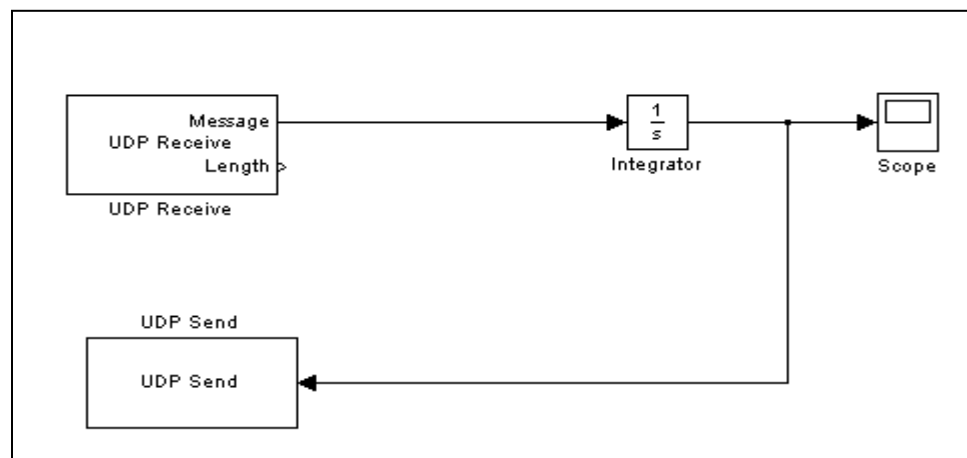 Message
UDP Receive
Length
UDP Receive
1
s
Integrator
Scope
UDP Send
UDP Send